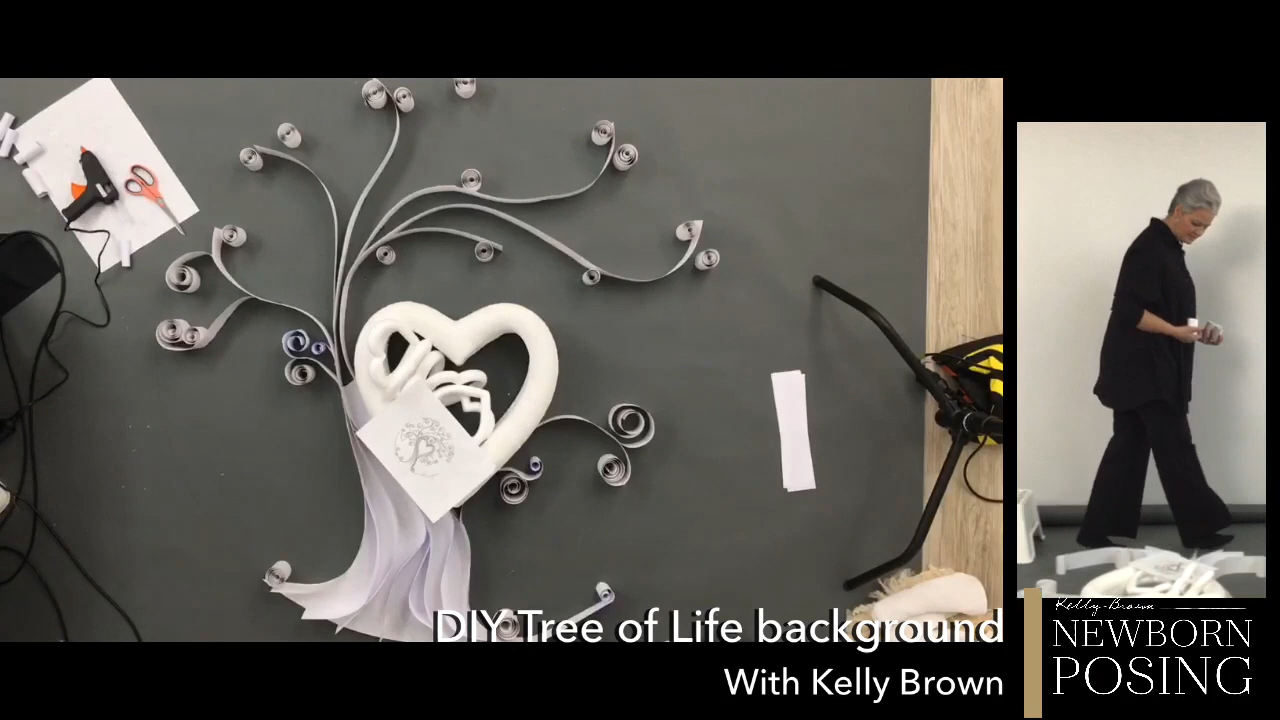 DIY Tree of Life background
With Kelly Brown
Kelly Brown
NEWBORN
POSING